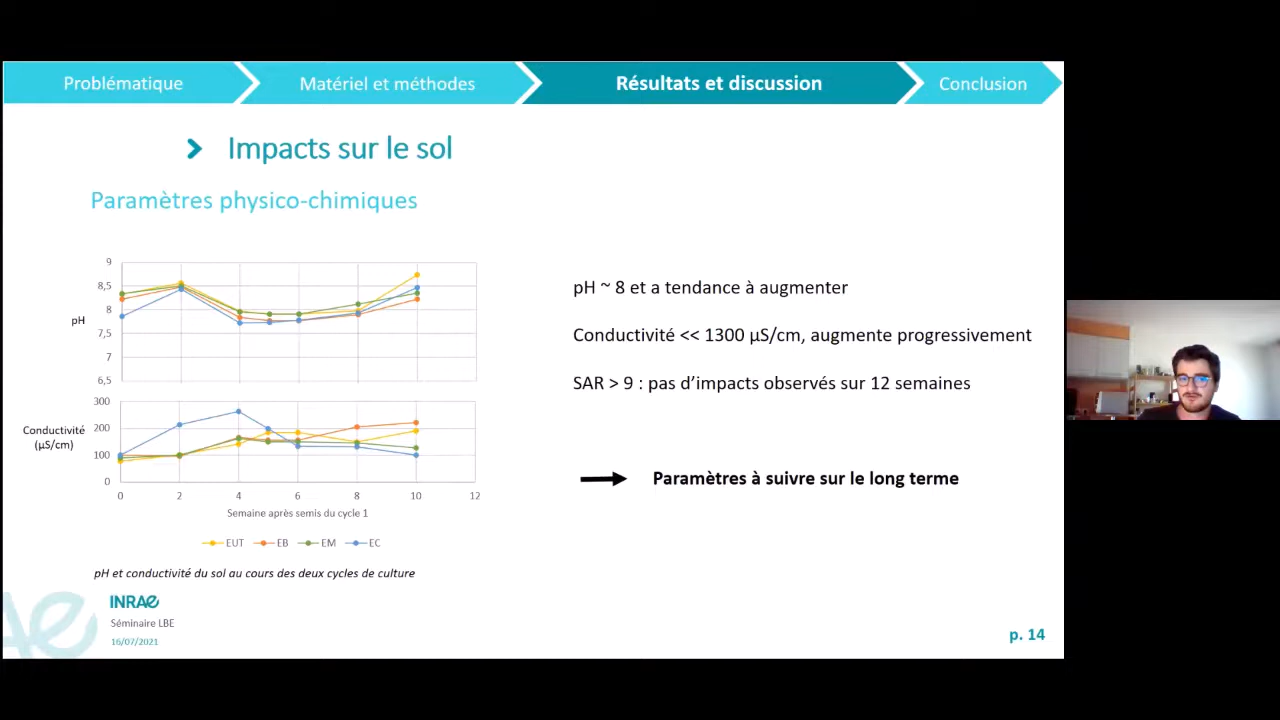 Problématique
Matériel et méthodes
Résultats et discussion
Conclusion
Impacts sur le sol
Paramètres physico-chimiques
9
8,5
8
7,5
7
6,5
pH
300
200
100
0
Conductivité
(µS/cm)
0 2 4 6 8 10 12
Semaine après semis du cycle 1
EUT EB EM EC
pH et conductivité du sol au cours des deux cycles de culture
pH ~ 8 et a tendance à augmenter
Conductivité << 1300 µS/cm, augmente progressivement
SAR > 9 : pas d’impacts observés sur 12 semaines
Paramètres à suivre sur le long terme
INRAE
Séminaire LBE
16/07/2021
p. 14